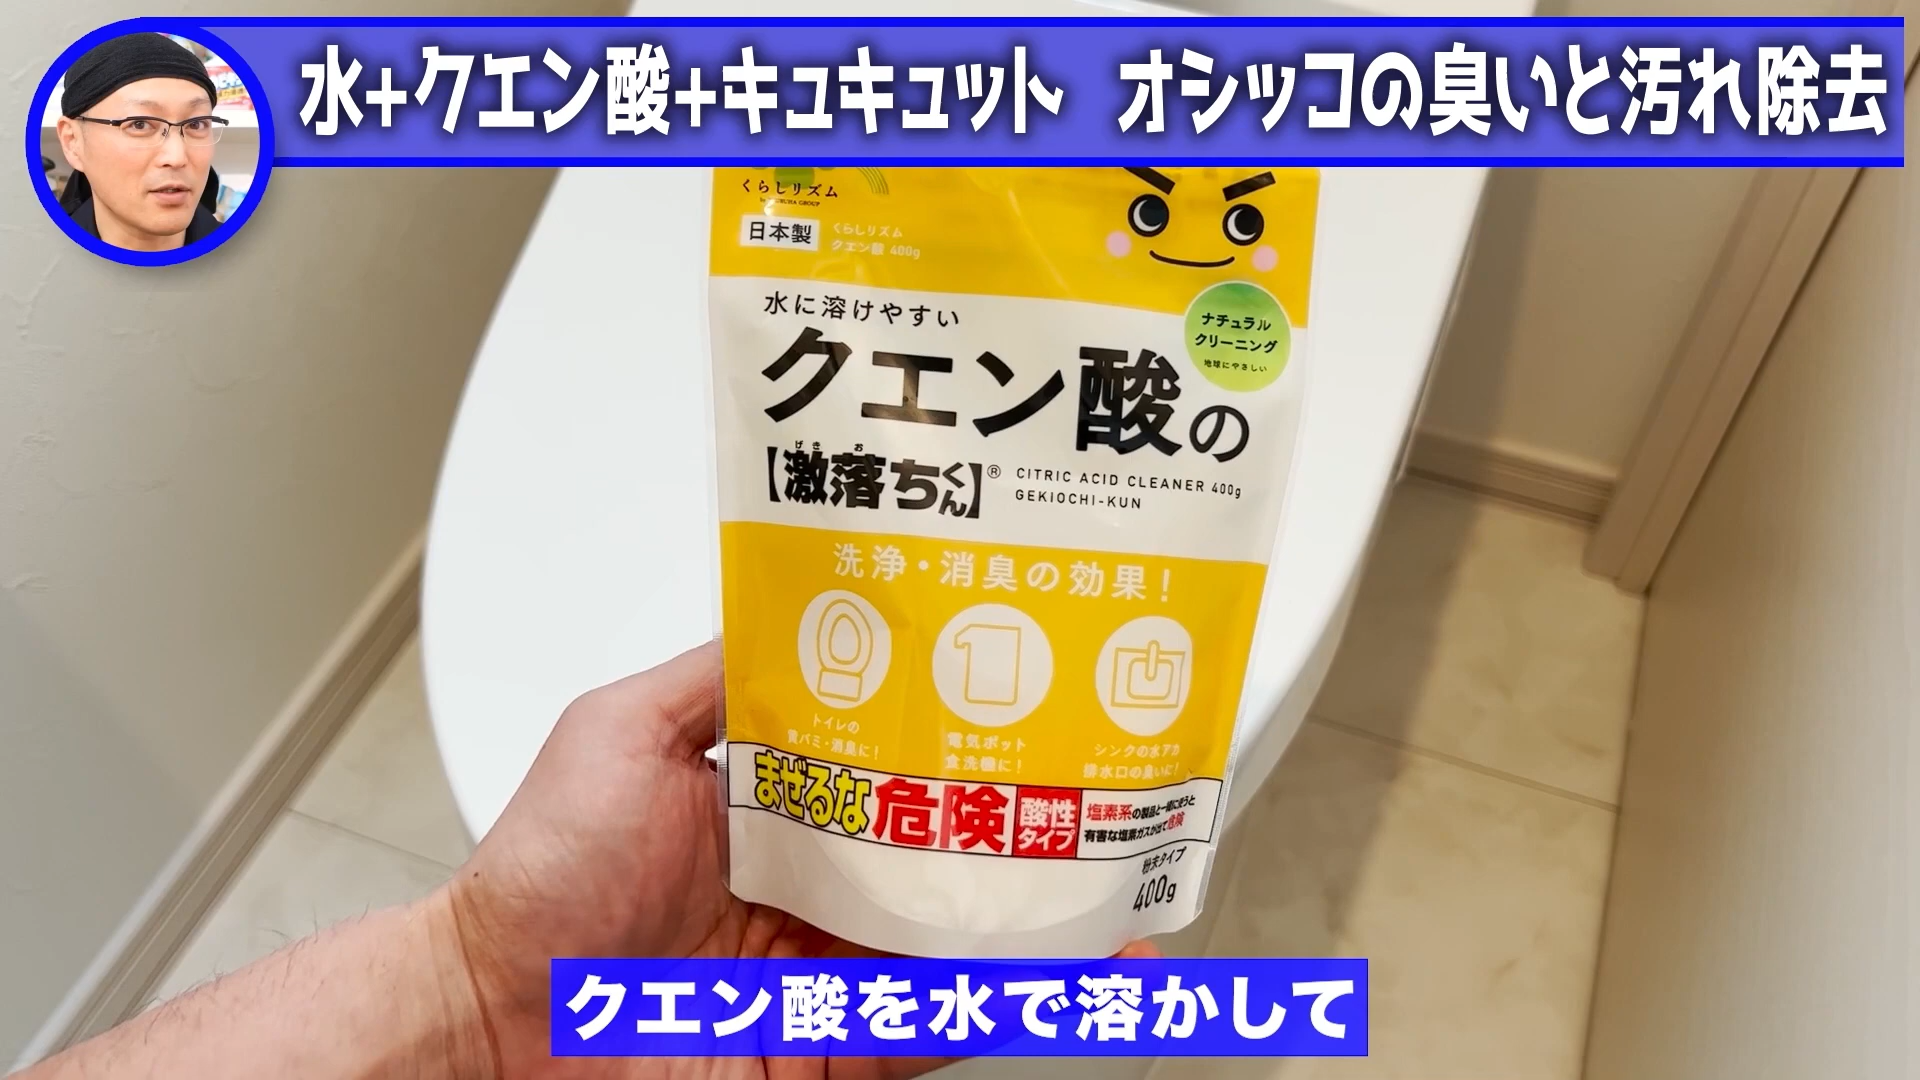 水+クエン酸+キュキュット オシッコの臭いと汚れ除去
くらしリズム
日本製
くらしリズム
クエン酸 400g
水に溶けやすい
クエン酸の
げきお
【激落ちくん】®
CITRIC ACID CLEANER 400g
GEKIOCHI-KUN
ナチュラル
クリーニング
地球にやさしい
洗浄・消臭の効果!
トイレの
黄バミ・消臭に!
電気ポット
食洗機に!
シンクの水アカ
排水口の臭いに!
まぜるな危険
酸性
タイプ
塩素系の製品と一緒に使うと
有害な塩素ガスが出て危険
粉末タイプ
400g
クエン酸を水で溶かして